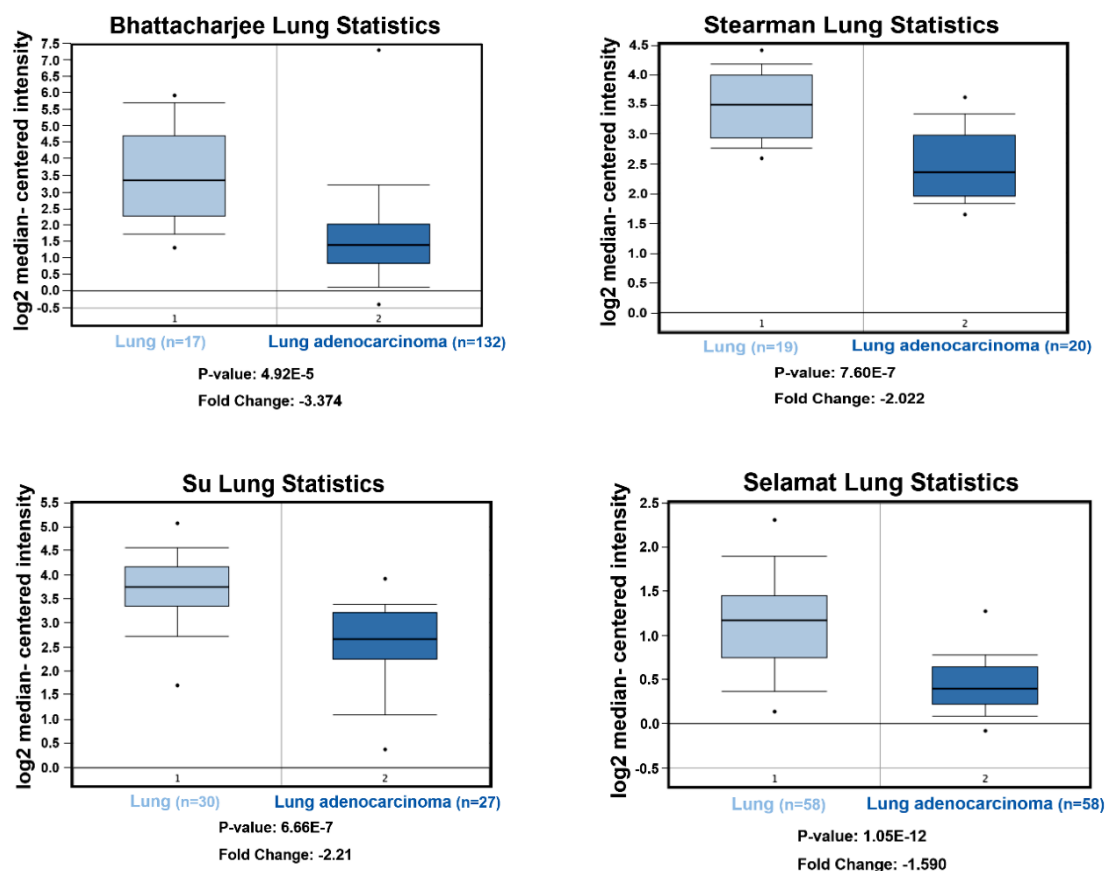 Bhattacharjee Lung Statistics
log2 median- centered intensity
7.5
7.0
6.5
6.0
5.5
5.0
4.5
4.0
3.5
3.0
2.5
2.0
1.5
1.0
0.5
0.0
-0.5
1
2
Lung (n=17)
Lung adenocarcinoma (n=132)
P-value: 4.92E-5
Fold Change: -3.374
Stearman Lung Statistics
log2 median- centered intensity
4.5
4.0
3.5
3.0
2.5
2.0
1.5
1.0
0.5
0.0
1
2
Lung (n=19)
Lung adenocarcinoma (n=20)
P-value: 7.60E-7
Fold Change: -2.022
Su Lung Statistics
log2 median- centered intensity
5.5
5.0
4.5
4.0
3.5
3.0
2.5
2.0
1.5
1.0
0.5
0.0
1
2
Lung (n=30)
Lung adenocarcinoma (n=27)
P-value: 6.66E-7
Fold Change: -2.21
Selamat Lung Statistics
log2 median- centered intensity
2.5
2.0
1.5
1.0
0.5
0.0
-0.5
1
2
Lung (n=58)
Lung adenocarcinoma (n=58)
P-value: 1.05E-12
Fold Change: -1.590